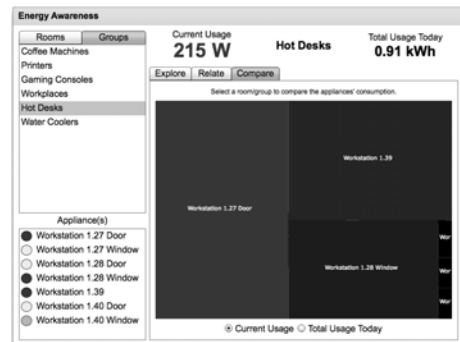 Energy Awareness
Rooms Groups
Coffee Machines
Printers
Gaming Consoles
Workplaces
Hot Desks
Water Coolers
Appliance(s)
Workstation 1.27 Door
Workstation 1.27 Window
Workstation 1.28 Door
Workstation 1.28 Window
Workstation 1.39
Workstation 1.40 Door
Workstation 1.40 Window
Current Usage
215 W
Hot Desks
Total Usage Today
0.91 kWh
Explore Relate Compare
Select a room/group to compare the appliances' consumption.
Workstation 1.27 Door
Workstation 1.39
Workstation 1.28 Window
Wor
Wor
Wor
Current Usage Total Usage Today